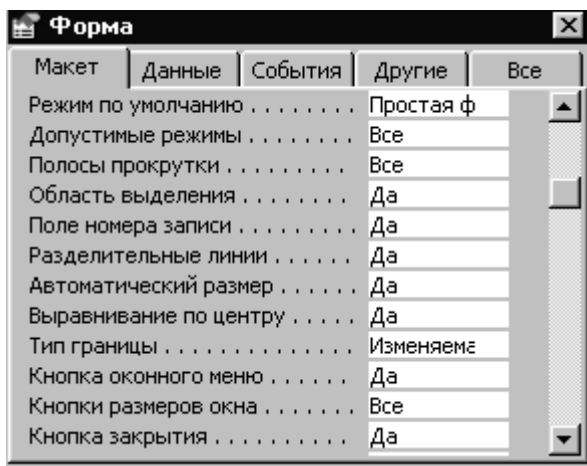 Форма
Макет Данные События Другие Все
Режим по умолчанию . . . . . . . . Простая ф
Допустимые режимы . . . . . . . . Все
Полосы прокрутки . . . . . . . . . Все
Область выделения . . . . . . . . Да
Поле номера записи . . . . . . . . . Да
Разделительные линии . . . . . . Да
Автоматический размер . . . . . . Да
Выравнивание по центру . . . . . Да
Тип границы . . . . . . . . . . . . . . Изменяема
Кнопка оконного меню . . . . . . Да
Кнопки размеров окна . . . . . . . Все
Кнопка закрытия . . . . . . . . . . Да